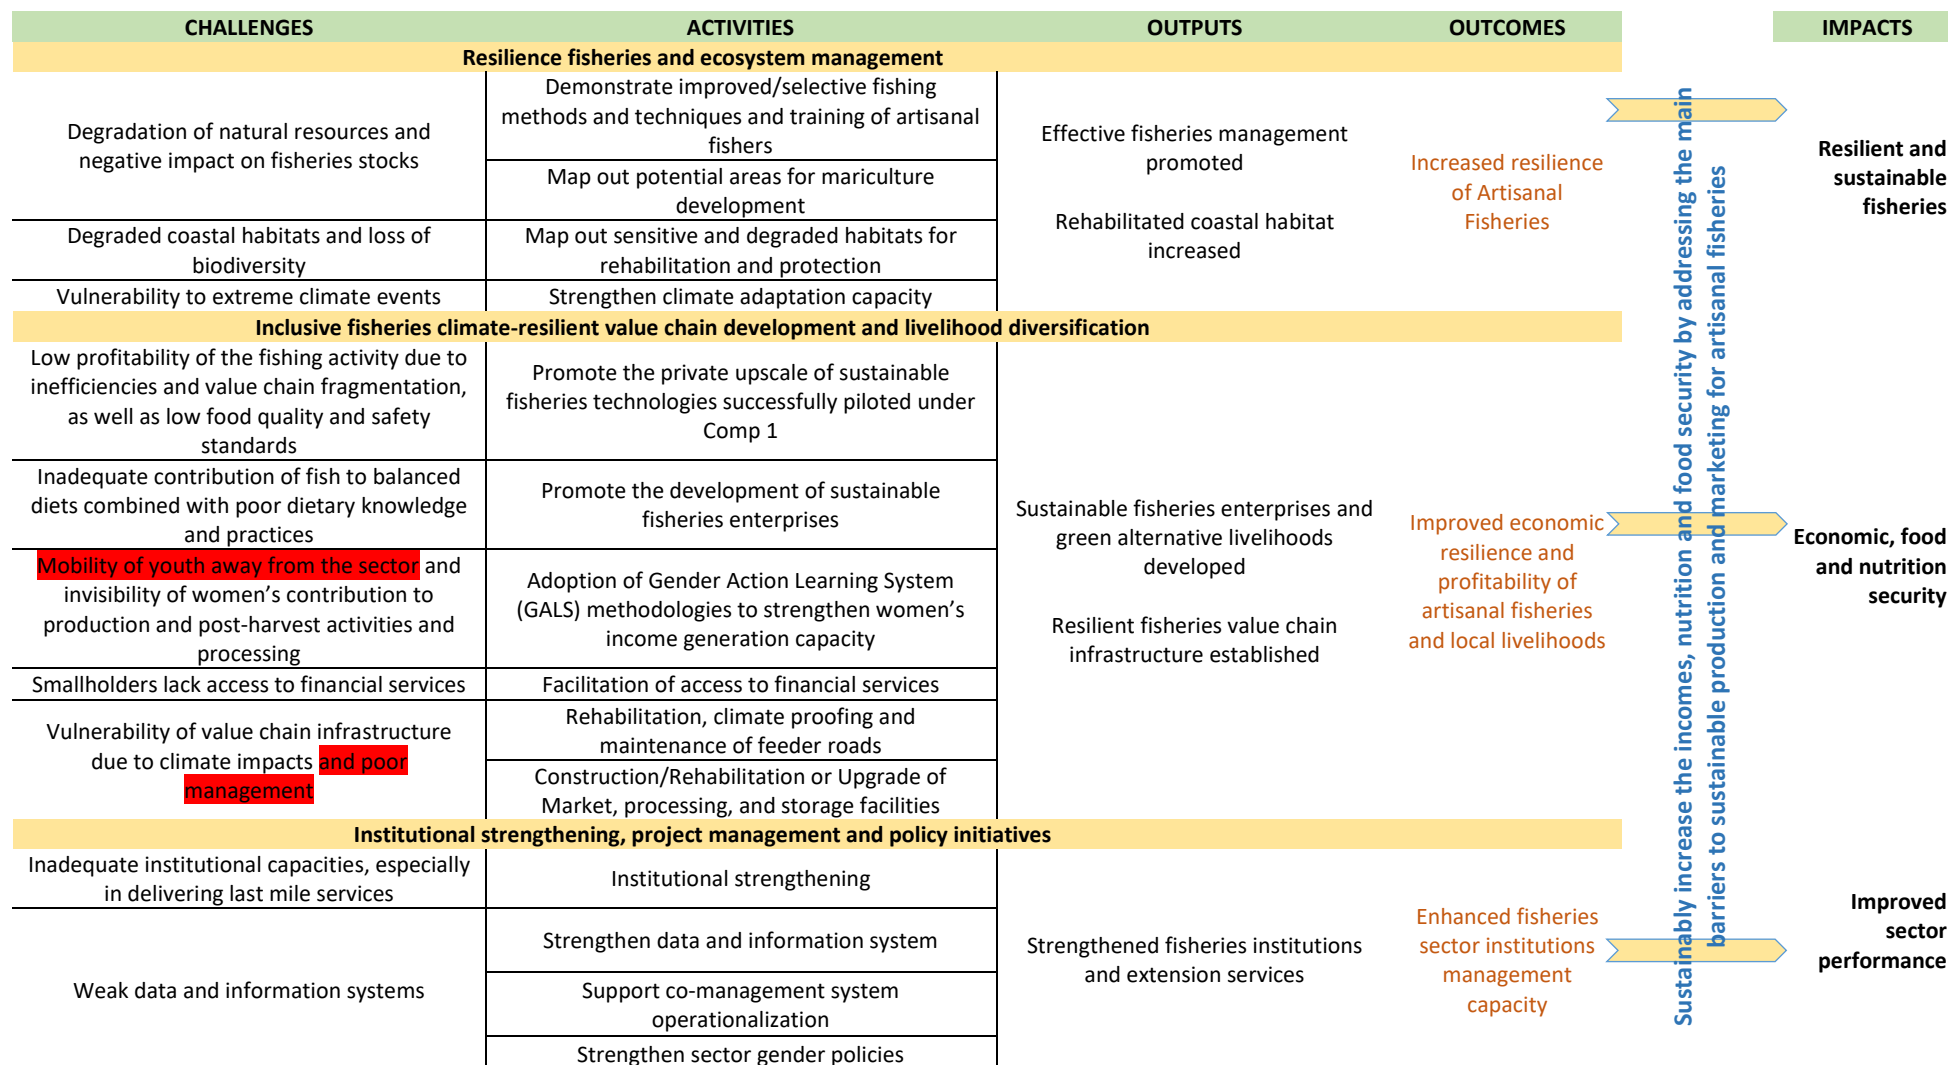 CHALLENGES
ACTIVITIES
OUTPUTS
OUTCOMES
IMPACTS
Resilience fisheries and ecosystem management
Degradation of natural resources and
negative impact on fisheries stocks
Demonstrate improved/selective fishing
methods and techniques and training of artisanal
fishers
Map out potential areas for mariculture
development
Degraded coastal habitats and loss of
biodiversity
Map out sensitive and degraded habitats for
rehabilitation and protection
Vulnerability to extreme climate events
Strengthen climate adaptation capacity
Effective fisheries management
promoted
Rehabilitated coastal habitat
increased
Increased resilience
of Artisanal
Fisheries
Resilient and
sustainable
fisheries
Inclusive fisheries climate-resilient value chain development and livelihood diversification
Low profitability of the fishing activity due to
inefficiencies and value chain fragmentation,
as well as low food quality and safety
standards
Promote the private upscale of sustainable
fisheries technologies successfully piloted under
Comp 1
Inadequate contribution of fish to balanced
diets combined with poor dietary knowledge
and practices
Promote the development of sustainable
fisheries enterprises
Mobility of youth away from the sector and
invisibility of women’s contribution to
production and post-harvest activities and
processing
Adoption of Gender Action Learning System
(GALS) methodologies to strengthen women’s
income generation capacity
Smallholders lack access to financial services
Facilitation of access to financial services
Vulnerability of value chain infrastructure
due to climate impacts and poor
management
Rehabilitation, climate proofing and
maintenance of feeder roads
Construction/Rehabilitation or Upgrade of
Market, processing, and storage facilities
Sustainable fisheries enterprises and
green alternative livelihoods
developed
Resilient fisheries value chain
infrastructure established
Improved economic
resilience and
profitability of
artisanal fisheries
and local livelihoods
Economic, food
and nutrition
security
Institutional strengthening, project management and policy initiatives
Inadequate institutional capacities, especially
in delivering last mile services
Institutional strengthening
Weak data and information systems
Strengthen data and information system
Support co-management system
operationalization
Strengthen sector gender policies
Strengthened fisheries institutions
and extension services
Enhanced fisheries
sector institutions
management
capacity
Improved
sector
performance
Sustainably increase the incomes, nutrition and food security by addressing the main
barriers to sustainable production and marketing for artisanal fisheries